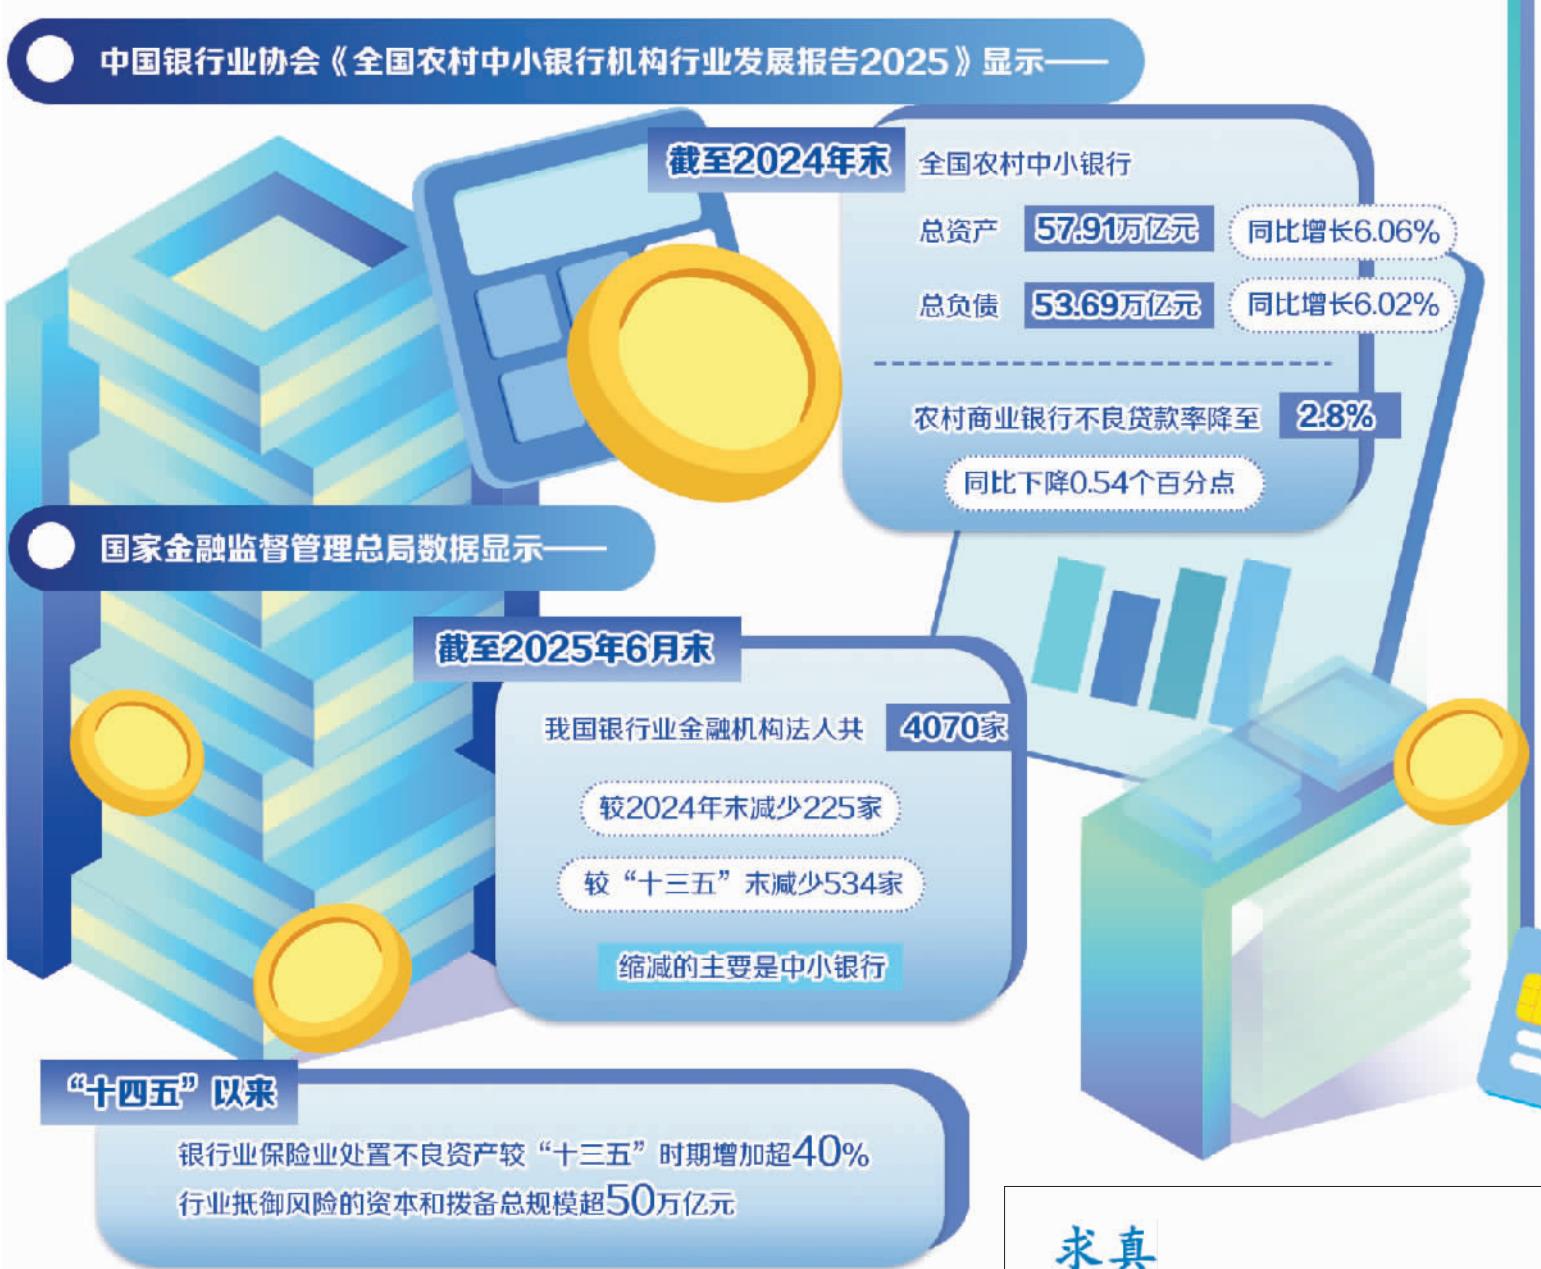 中国银行业协会《全国农村中小银行机构行业发展报告2025》显示——
截至2024年末
全国农村中小银行
总资产 57.91万亿元 同比增长6.06%
总负债 53.69万亿元 同比增长6.02%
农村商业银行不良贷款率降至 2.8%
同比下降0.54个百分点
国家金融监督管理总局数据显示——
截至2025年6月末
我国银行业金融机构法人共 4070家
较2024年末减少225家
较“十三五”末减少534家
缩减的主要是中小银行
“十四五”以来
银行业保险业处置不良资产较“十三五”时期增加超40%
行业抵御风险的资本和拨备总规模超50万亿元
求真